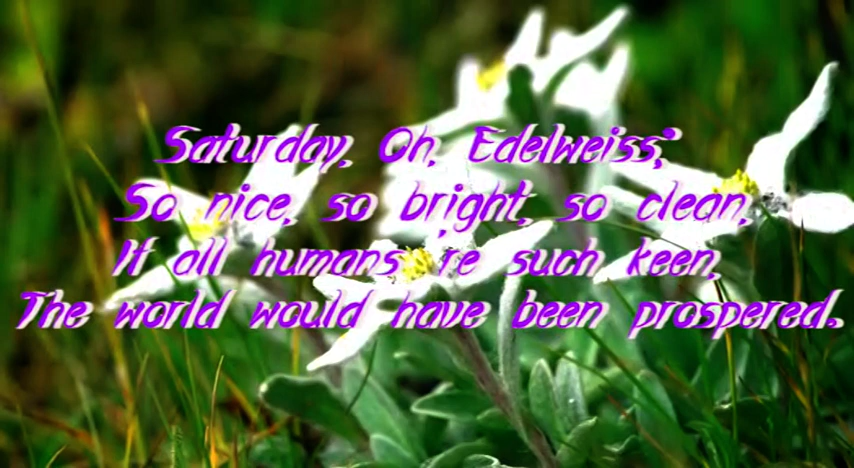 Saturday, Oh, Edelweiss;
So nice, so bright, so clean,
If all humans 're such keen,
The world would have been prospered.